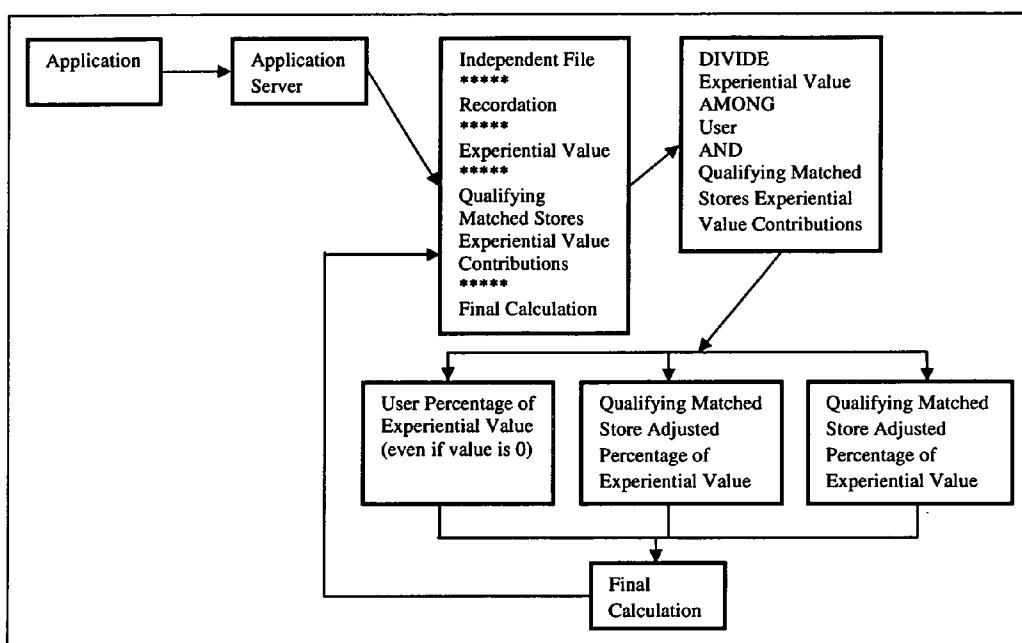 Application
Application
Server
Independent File
*****
Recordation
*****
Experiential Value
*****
Qualifying
Matched Stores
Experiential Value
Contributions
*****
Final Calculation
DIVIDE
Experiential Value
AMONG
User
AND
Qualifying Matched
Stores Experiential
Value Contributions
User Percentage of
Experiential Value
(even if value is 0)
Qualifying Matched
Store Adjusted
Percentage of
Experiential Value
Qualifying Matched
Store Adjusted
Percentage of
Experiential Value
Final
Calculation